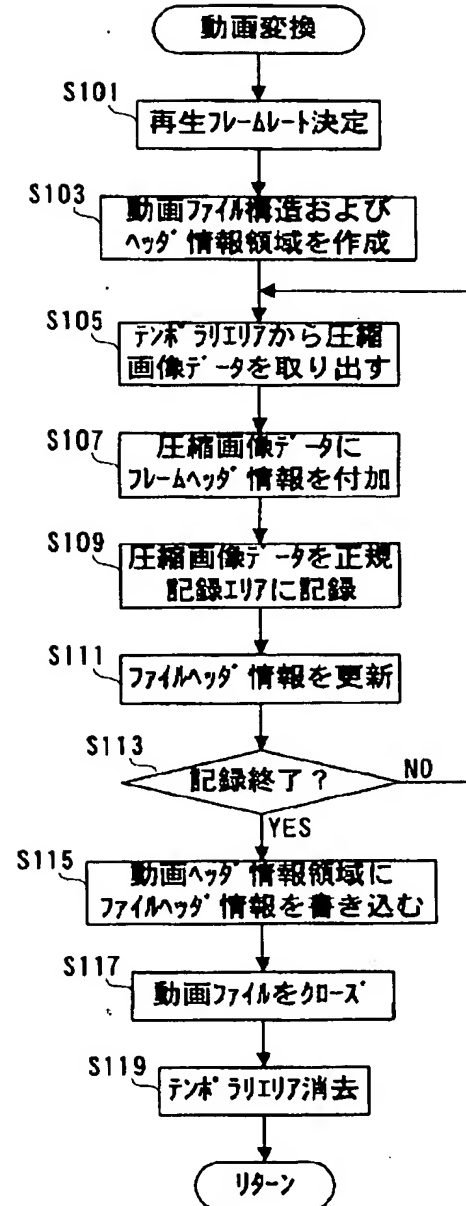 動画変換
S101
再生ﾌﾚｰﾑﾚｰﾄ決定
S103
動画ﾌｧｲﾙ構造および
ﾍｯﾀﾞ情報領域を作成
S105
ﾃﾝﾎﾟﾗﾘｴﾘｱから圧縮
画像ﾃﾞｰﾀを取り出す
S107
圧縮画像ﾃﾞｰﾀに
ﾌﾚｰﾑﾍｯﾀﾞ情報を付加
S109
圧縮画像ﾃﾞｰﾀを正規
記録ｴﾘｱに記録
S111
ﾌｧｲﾙﾍｯﾀﾞ情報を更新
S113
記録終了?
NO
YES
S115
動画ﾍｯﾀﾞ情報領域に
ﾌｧｲﾙﾍｯﾀﾞ情報を書き込む
S117
動画ﾌｧｲﾙをｸﾛｰｽﾞ
S119
ﾃﾝﾎﾟﾗﾘｴﾘｱ消去
ﾘﾀｰﾝ